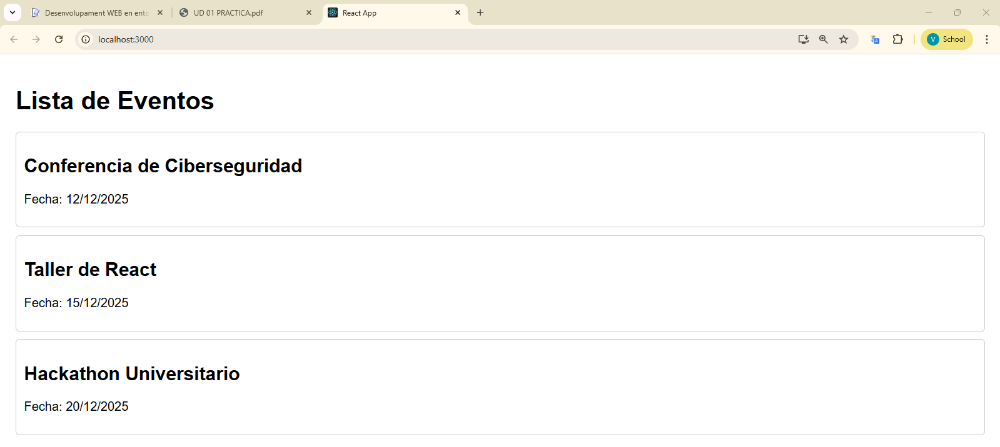 Desenvolupament WEB en ento
UD 01 PRACTICA.pdf
React App
localhost:3000
V School
Lista de Eventos
Conferencia de Ciberseguridad
Fecha: 12/12/2025
Taller de React
Fecha: 15/12/2025
Hackathon Universitario
Fecha: 20/12/2025